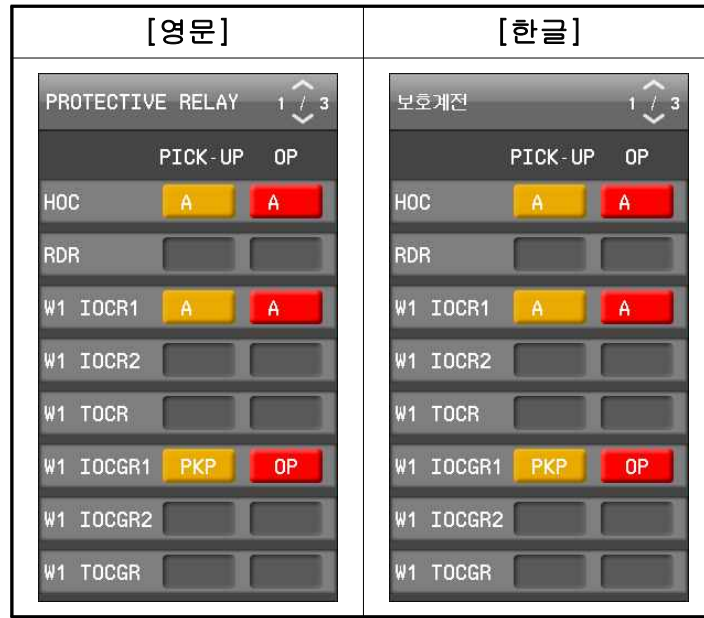 [영문] [한글]
PROTECTIVE RELAY 1 / 3 보호계전 1 / 3
PICK-UP OP PICK-UP OP
HOC A A HOC A A
RDR RDR
W1 IOCR1 A A W1 IOCR1 A A
W1 IOCR2 W1 IOCR2
W1 TOCR W1 TOCR
W1 IOCGR1 PKP OP W1 IOCGR1 PKP OP
W1 IOCGR2 W1 IOCGR2
W1 TOCGR W1 TOCGR